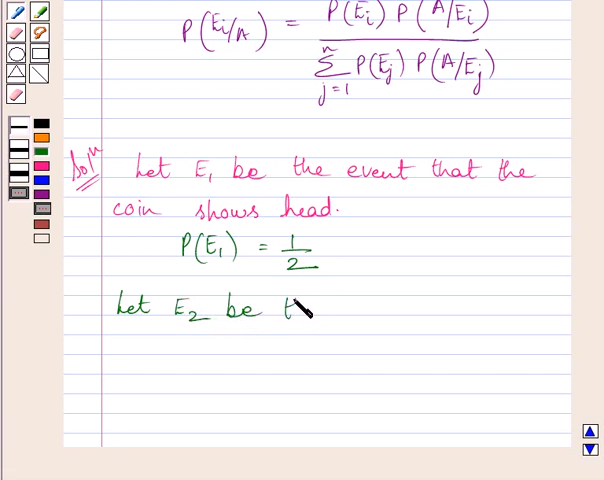 P(Ei/A) = P(Ei) P(A/Ei) / n∑j=1 P(Ej) P(A/Ej)
Solⁿ Let E₁ be the event that the
coin shows head.
P(E₁) = 1/2
Let E₂ be t